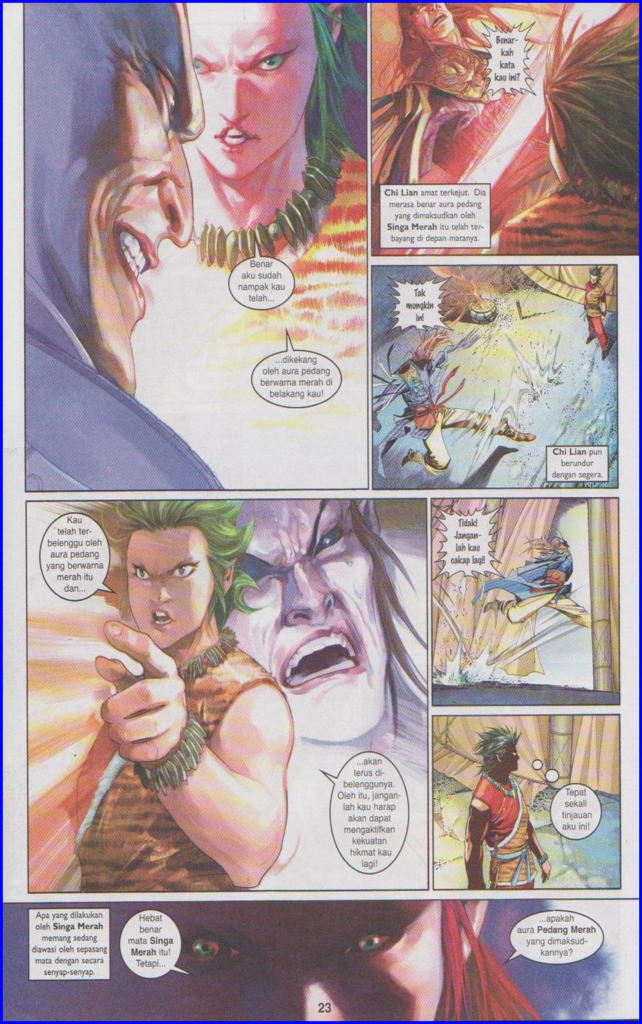 Benar
aku sudah
nampak kau
telah...
...dikekang
oleh aura pedang
berwarna merah di
belakang kau!
Benar-
kah
kata
kau ini?
Chi Lian amat terkejut. Dia
merasa benar aura pedang
yang dimaksudkan oleh
Singa Merah itu telah ter-
bayang di depan matanya.
Tak
mungkin
ini!
Chi Lian pun
berundur
dengan segera.
Kau
telah ter-
belenggu oleh
aura pedang
yang berwarna
merah itu
dan...
...akan
terus di-
belenggunya.
Oleh itu, jangan-
lah kau harap
akan dapat
mengaktifkan
kekuatan
hikmat kau
lagi!
Tidak!
Jangan-
lah kau
cakap lagi!
Tepat
sekali
tinjauan
aku ini!
Apa yang dilakukan
oleh Singa Merah
memang sedang
diawasi oleh sepasang
mata dengan secara
senyap-senyap.
Hebat
benar
mata Singa
Merah itu!
Tetapi...
...apakah
aura Pedang Merah
yang dimaksud-
kannya?
23